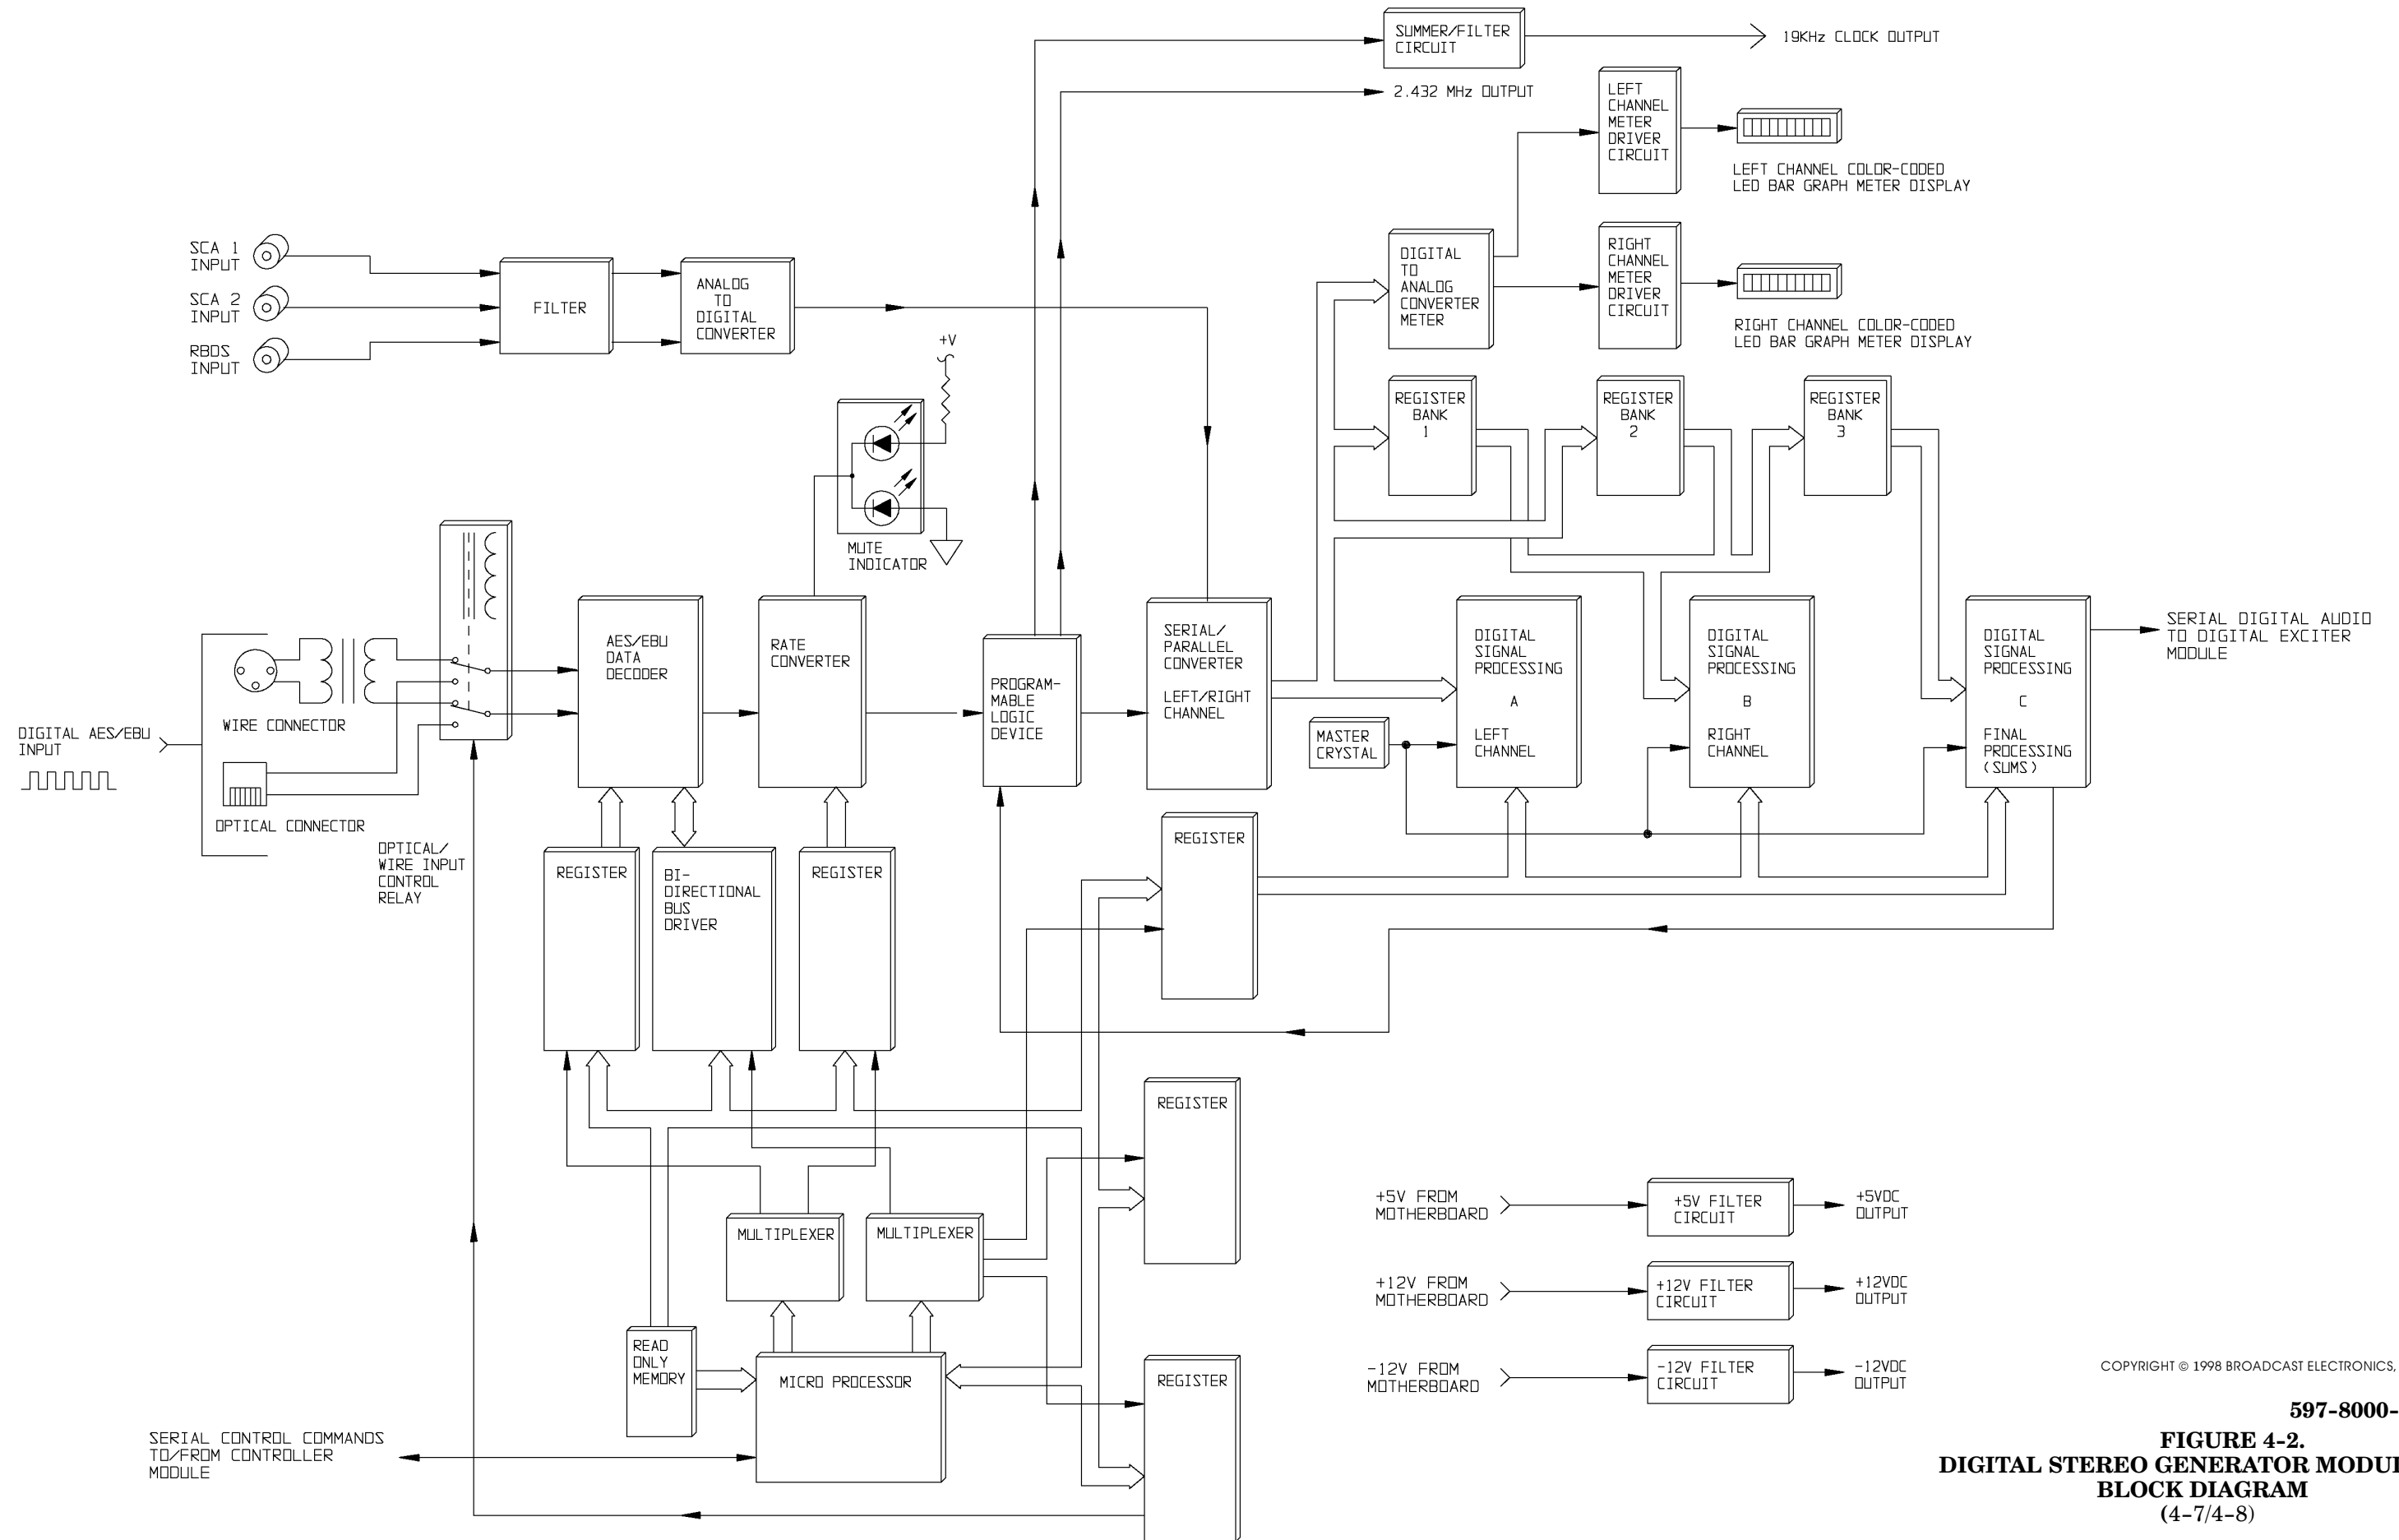 SUMMER/FILTER
CIRCUIT
19KHz CLOCK OUTPUT
2.432 MHz OUTPUT
LEFT
CHANNEL
METER
DRIVER
CIRCUIT
LEFT CHANNEL COLOR-CODED
LED BAR GRAPH METER DISPLAY
SCA 1
INPUT
SCA 2
INPUT
RBDS
INPUT
FILTER
ANALOG
TO
DIGITAL
CONVERTER
DIGITAL
TO
ANALOG
CONVERTER
METER
RIGHT
CHANNEL
METER
DRIVER
CIRCUIT
RIGHT CHANNEL COLOR-CODED
LED BAR GRAPH METER DISPLAY
+V
MUTE
INDICATOR
REGISTER
BANK
1
REGISTER
BANK
2
REGISTER
BANK
3
DIGITAL AES/EBU
INPUT
WIRE CONNECTOR
OPTICAL CONNECTOR
OPTICAL/
WIRE INPUT
CONTROL
RELAY
AES/EBU
DATA
DECODER
RATE
CONVERTER
PROGRAM-
MABLE
LOGIC
DEVICE
SERIAL/
PARALLEL
CONVERTER
LEFT/RIGHT
CHANNEL
MASTER
CRYSTAL
DIGITAL
SIGNAL
PROCESSING
A
LEFT
CHANNEL
DIGITAL
SIGNAL
PROCESSING
B
RIGHT
CHANNEL
DIGITAL
SIGNAL
PROCESSING
C
FINAL
PROCESSING
(SUMS)
SERIAL DIGITAL AUDIO
TO DIGITAL EXCITER
MODULE
REGISTER
BI-
DIRECTIONAL
BUS
DRIVER
REGISTER
REGISTER
REGISTER
MULTIPLEXER
MULTIPLEXER
READ
ONLY
MEMORY
MICRO PROCESSOR
REGISTER
SERIAL CONTROL COMMANDS
TO/FROM CONTROLLER
MODULE
+5V FROM
MOTHERBOARD
+5V FILTER
CIRCUIT
+5VDC
OUTPUT
+12V FROM
MOTHERBOARD
+12V FILTER
CIRCUIT
+12VDC
OUTPUT
-12V FROM
MOTHERBOARD
-12V FILTER
CIRCUIT
-12VDC
OUTPUT
COPYRIGHT © 1998 BROADCAST ELECTRONICS,
597-8000-
FIGURE 4-2.
DIGITAL STEREO GENERATOR
BLOCK DIAGRAM
(4-7/4-8)